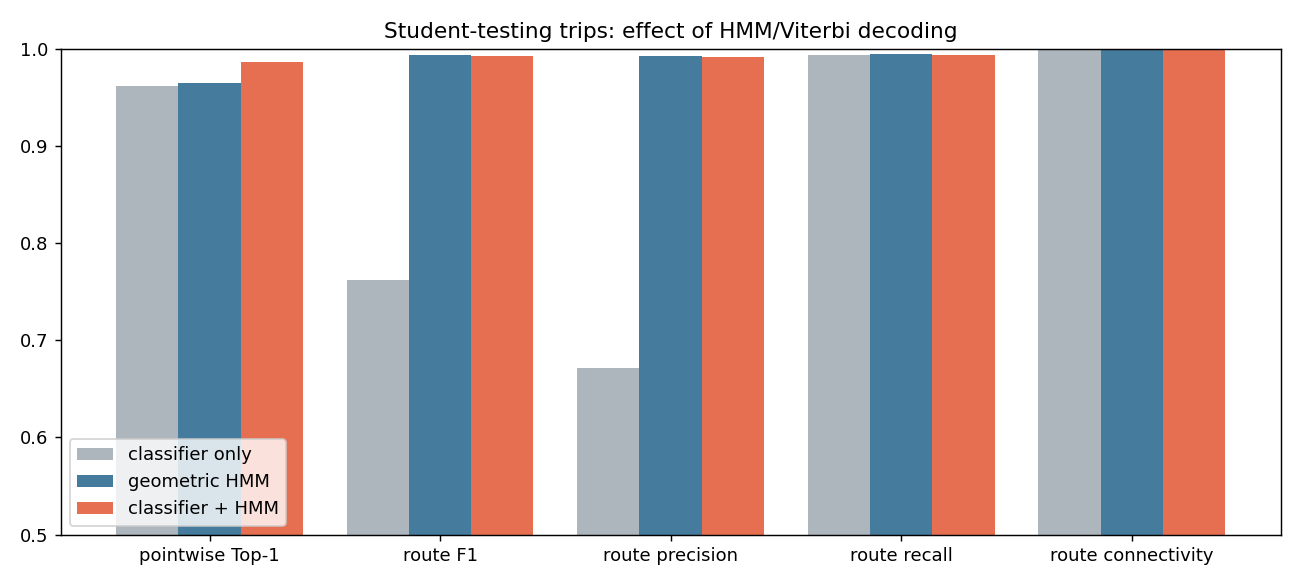 Student-testing trips: effect of HMM/Viterbi decoding
1.0
0.9
0.8
0.7
0.6
0.5
classifier only
geometric HMM
classifier + HMM
pointwise Top-1
route F1
route precision
route recall
route connectivity